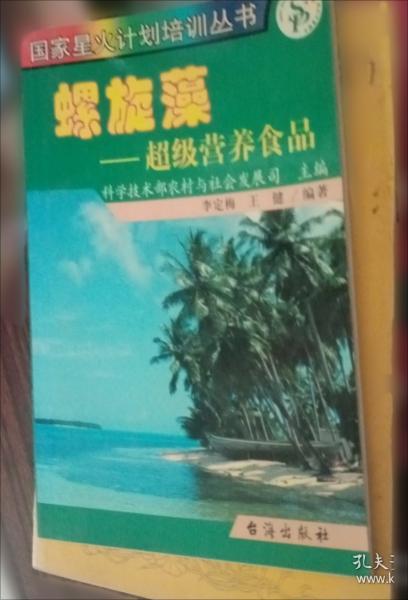 国家星火计划培训丛书
螺旋藻
——超级营养食品
科学技术部农村与社会发展司 主编
李定梅 王健/编著
台海出版社
孔夫
www.k